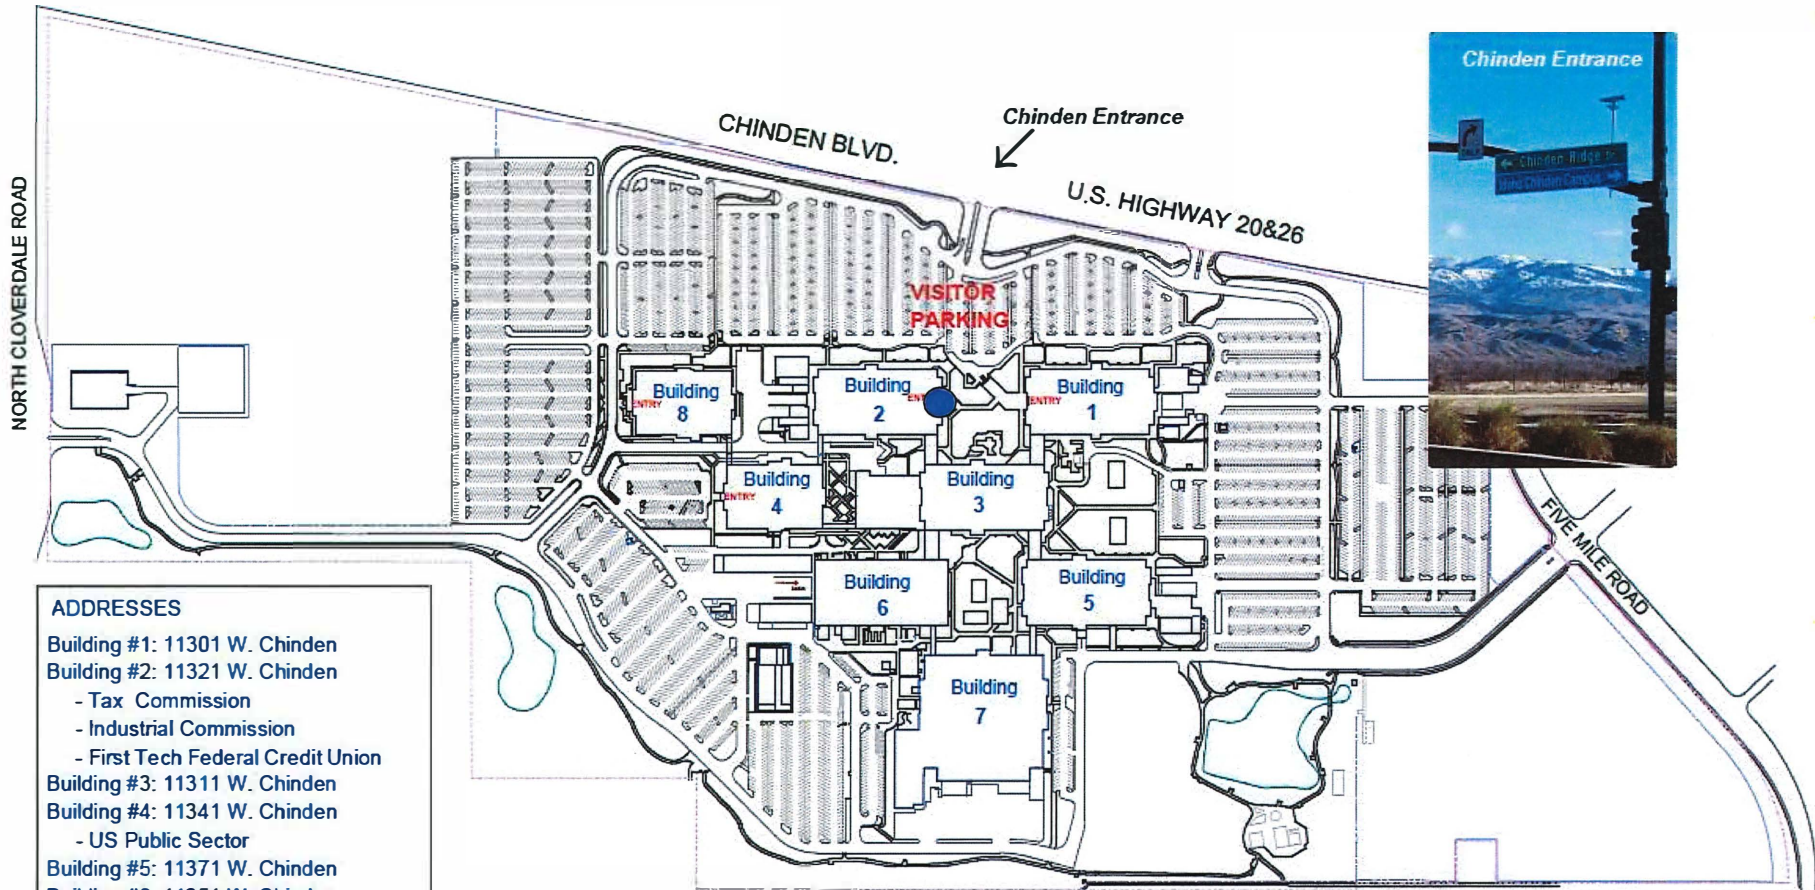 Chinden Entrance
Chinden Entrance
CHINDEN BLVD.
U.S. HIGHWAY 20&26
NORTH CLOVERDALE ROAD
Chinden Ridge Dr
VISITOR
PARKING
Building
8
ENTRY
Building
2
Building
1
ENTRY
Building
4
ENTRY
Building
3
Building
6
Building
5
Building
7
FIVE MILE ROAD
ADDRESSES
Building #1: 11301 W. Chinden
Building #2: 11321 W. Chinden
- Tax Commission
- Industrial Commission
- First Tech Federal Credit Union
Building #3: 11311 W. Chinden
Building #4: 11341 W. Chinden
- US Public Sector
Building #5: 11371 W. Chinden